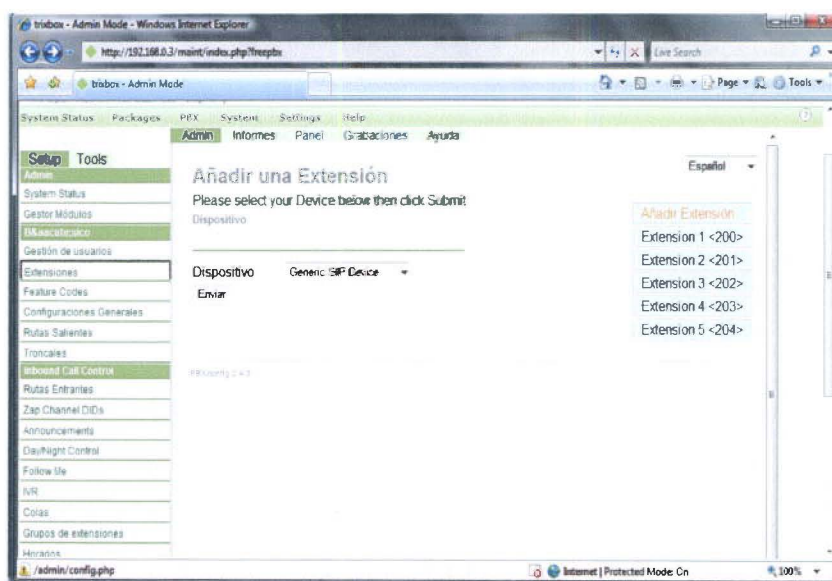 trixbox - Admin Mode - Windows Internet Explorer
http://192.168.0.3/maint/index.php?freepbx
Live Search
trixbox - Admin Mode
Page
Tools
System Status Packages PBX System Settings Help
Admin Informes Panel Grabaciones Ayuda
Setup Tools
Español
Admin
System Status
Gestor Módulos
B&aacute;sico
Gestión de usuarios
Extensiones
Feature Codes
Configuraciones Generales
Rutas Salientes
Troncales
Inbound Call Control
Rutas Entrantes
Zap Channel DIDs
Announcements
Day/Night Control
Follow Me
IVR
Colas
Grupos de extensiones
Horarios
Añadir una Extensión
Please select your Device below then click Submit
Dispositivo
Dispositivo Generic SIP Device
Enviar
Añadir Extensión
Extension 1 <200>
Extension 2 <201>
Extension 3 <202>
Extension 4 <203>
Extension 5 <204>
/admin/config.php
Internet | Protected Mode: On
100%